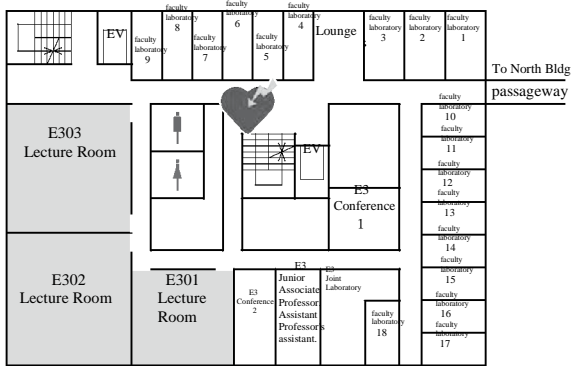 EV
faculty
laboratory
9
faculty
laboratory
8
faculty
laboratory
7
faculty
laboratory
6
faculty
laboratory
5
faculty
laboratory
4
Lounge
faculty
laboratory
3
faculty
laboratory
2
faculty
laboratory
1
To North Bldg
passageway
faculty
laboratory
10
faculty
laboratory
11
faculty
laboratory
12
faculty
laboratory
13
faculty
laboratory
14
faculty
laboratory
15
faculty
laboratory
16
faculty
laboratory
17
E303
Lecture Room
EV
E3
Conference
1
E302
Lecture Room
E301
Lecture
Room
E3
Conference
2
E3
Junior
Associate
Professor.
Assistant
Professor's
assistant.
E3
Joint
Laboratory
faculty
laboratory
18